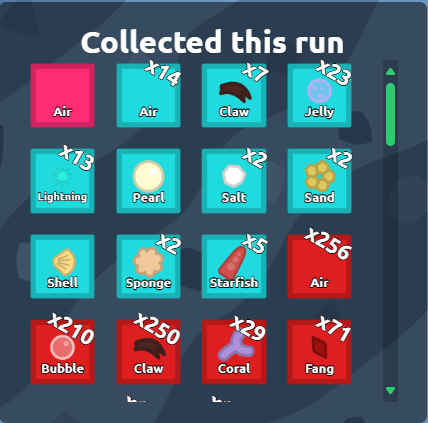 Collected this run
Air
x14
Air
x7
Claw
x23
Jelly
x13
Lightning
Pearl
x2
Salt
x2
Sand
Shell
x2
Sponge
x5
Starfish
x256
Air
x210
Bubble
x250
Claw
x29
Coral
x71
Fang